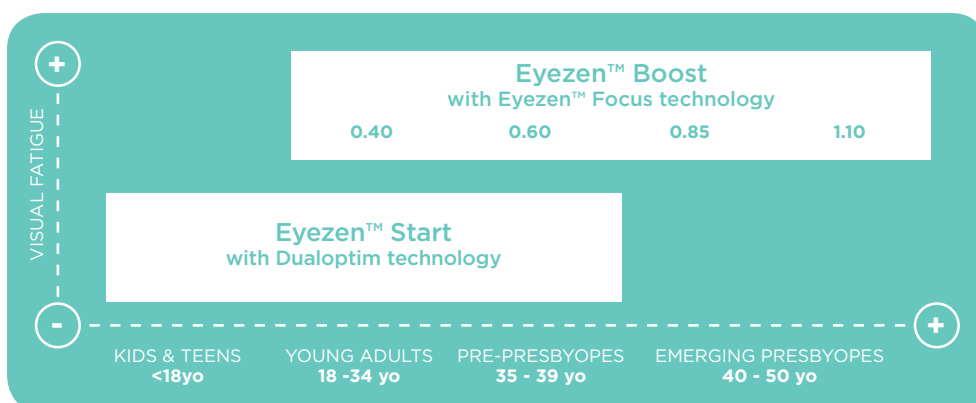 +
Eyezen™ Boost
with Eyezen™ Focus technology
0.40 0.60 0.85 1.10
VISUAL FATIGUE
Eyezen™ Start
with Dualoptim technology
- +
KIDS & TEENS YOUNG ADULTS PRE-PRESBYOPES EMERGING PRESBYOPES
<18yo 18 -34 yo 35 - 39 yo 40 - 50 yo